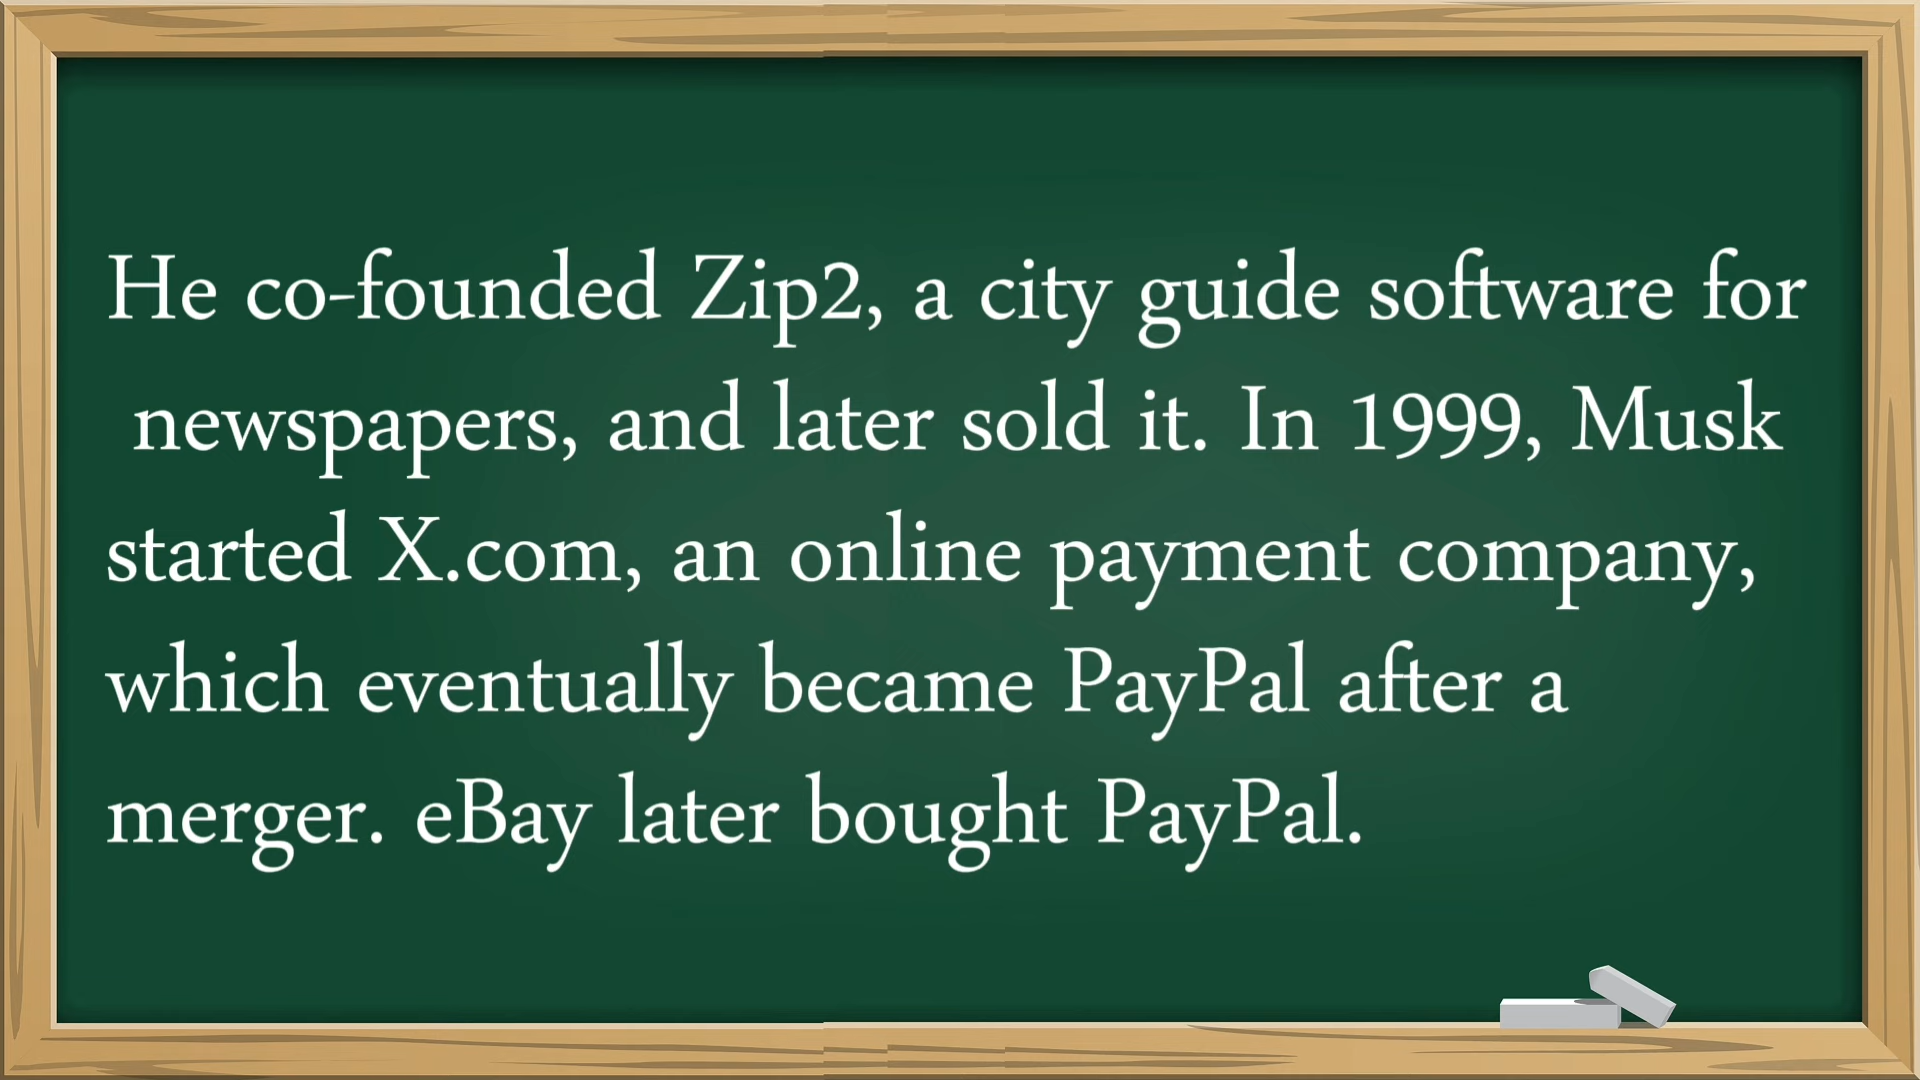 He co-founded Zip2, a city guide software for
newspapers, and later sold it. In 1999, Musk
started X.com, an online payment company,
which eventually became PayPal after a
merger. eBay later bought PayPal.